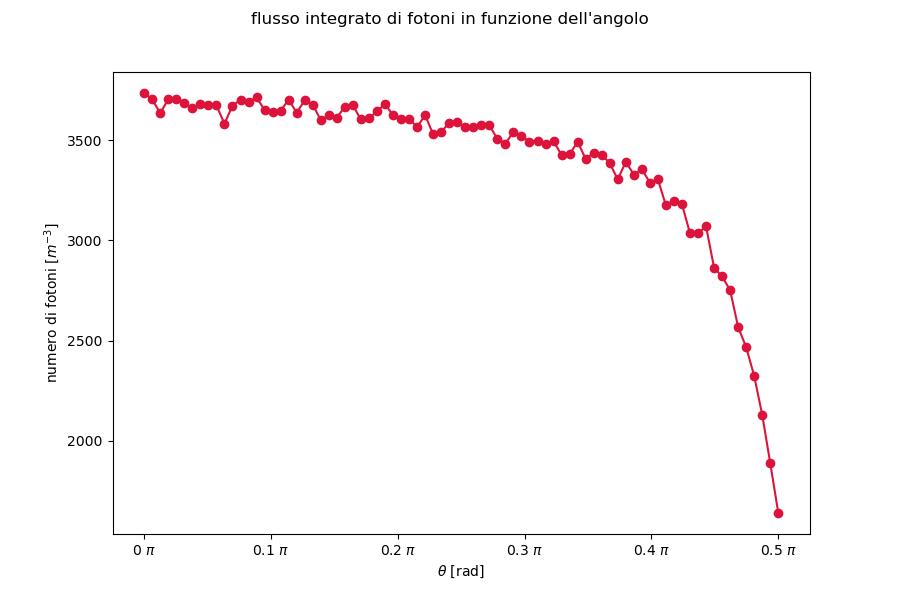 flusso integrato di fotoni in funzione dell'angolo
numero di fotoni [$m^{-3}$]
3500
3000
2500
2000
0 π
0.1 π
0.2 π
0.3 π
0.4 π
0.5 π
θ [rad]